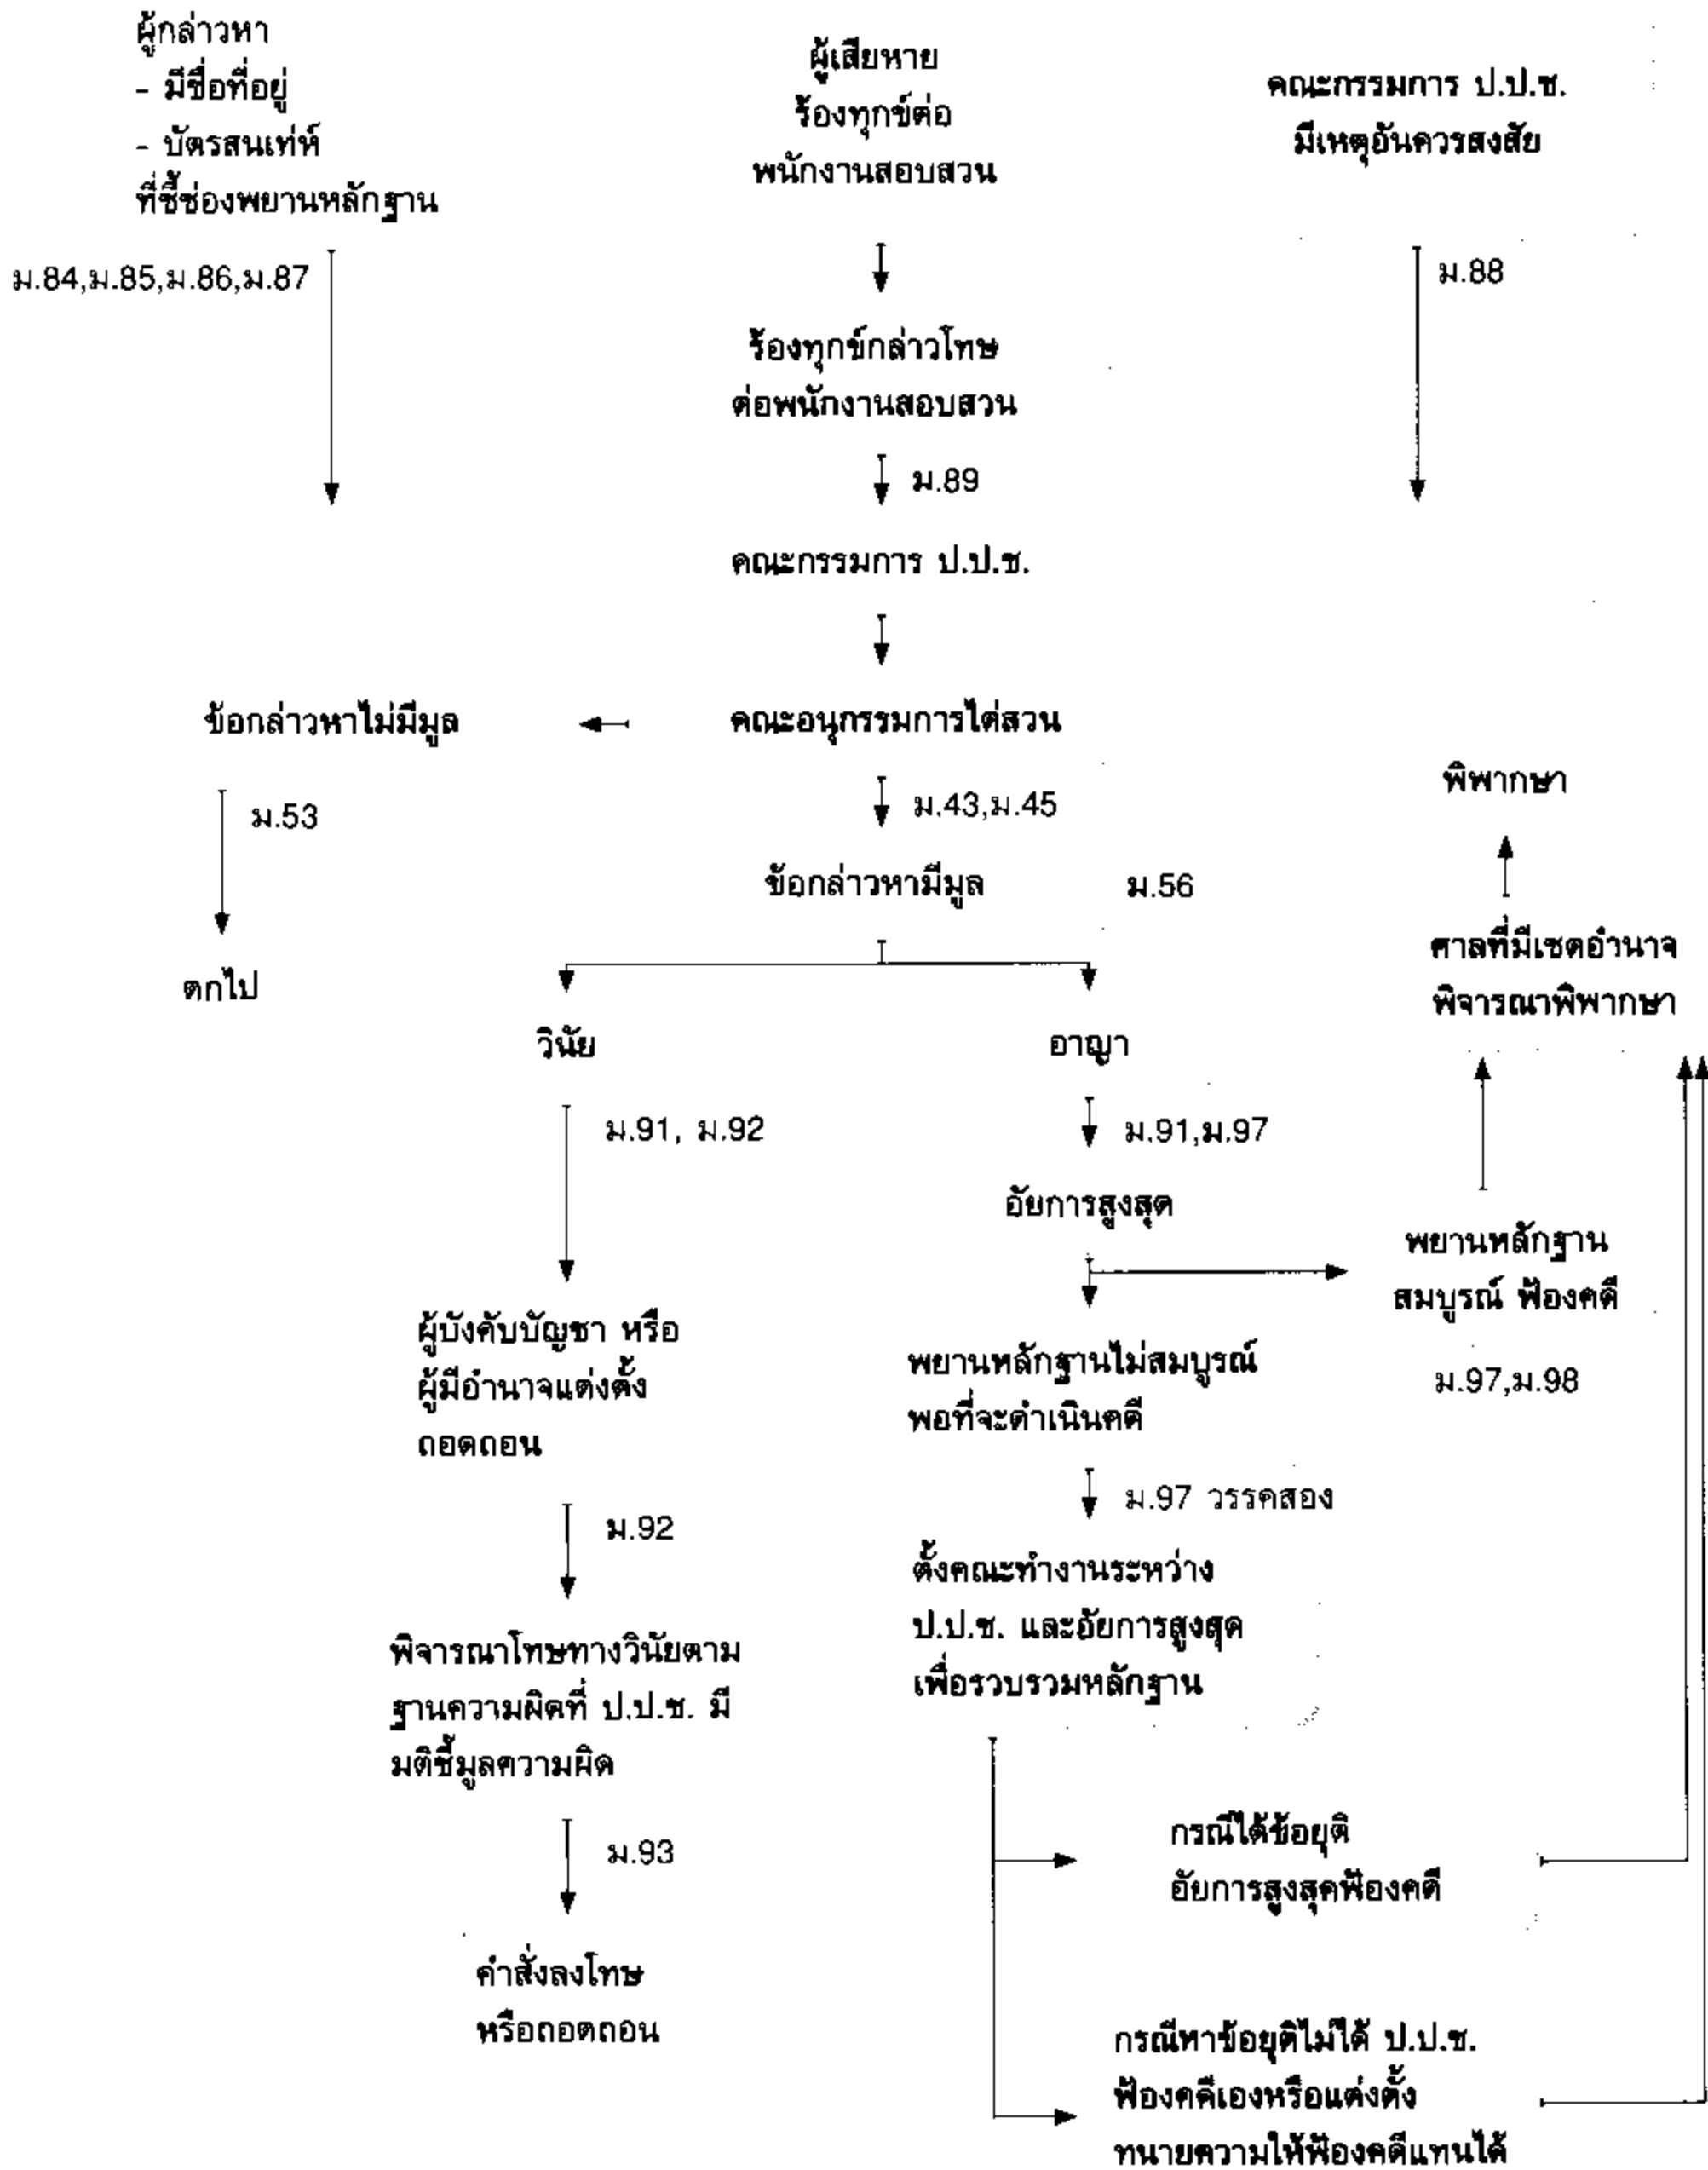 ผู้กล่าวหา
- มีชื่อที่อยู่
- บัตรสนเท่ห์
ที่ชี้ช่องพยานหลักฐาน
ผู้เสียหาย
ร้องทุกข์ต่อ
พนักงานสอบสวน
คณะกรรมการ ป.ป.ช.
มีเหตุอันควรสงสัย
ม.84,ม.85,ม.86,ม.87
ม.88
ร้องทุกข์กล่าวโทษ
ต่อพนักงานสอบสวน
ม.89
คณะกรรมการ ป.ป.ช.
ข้อกล่าวหาไม่มีมูล
คณะอนุกรรมการไต่สวน
ม.53
ม.43,ม.45
ตกไป
ข้อกล่าวหามีมูล
ม.56
พิพากษา
ศาลที่มีเขตอำนาจ
พิจารณาพิพากษา
วินัย
อาญา
ม.91, ม.92
ม.91,ม.97
อัยการสูงสุด
พยานหลักฐาน
สมบูรณ์ ฟ้องคดี
ม.97,ม.98
ผู้บังคับบัญชา หรือ
ผู้มีอำนาจแต่งตั้ง
ถอดถอน
พยานหลักฐานไม่สมบูรณ์
พอที่จะดำเนินคดี
ม.92
ม.97 วรรคสอง
พิจารณาโทษทางวินัยตาม
ฐานความผิดที่ ป.ป.ช. มี
มติชี้มูลความผิด
ตั้งคณะทำงานระหว่าง
ป.ป.ช. และอัยการสูงสุด
เพื่อรวบรวมหลักฐาน
ม.93
คำสั่งลงโทษ
หรือถอดถอน
กรณีได้ข้อยุติ
อัยการสูงสุดฟ้องคดี
กรณีหาข้อยุติไม่ได้ ป.ป.ช.
ฟ้องคดีเองหรือแต่งตั้ง
ทนายความให้ฟ้องคดีแทนได้